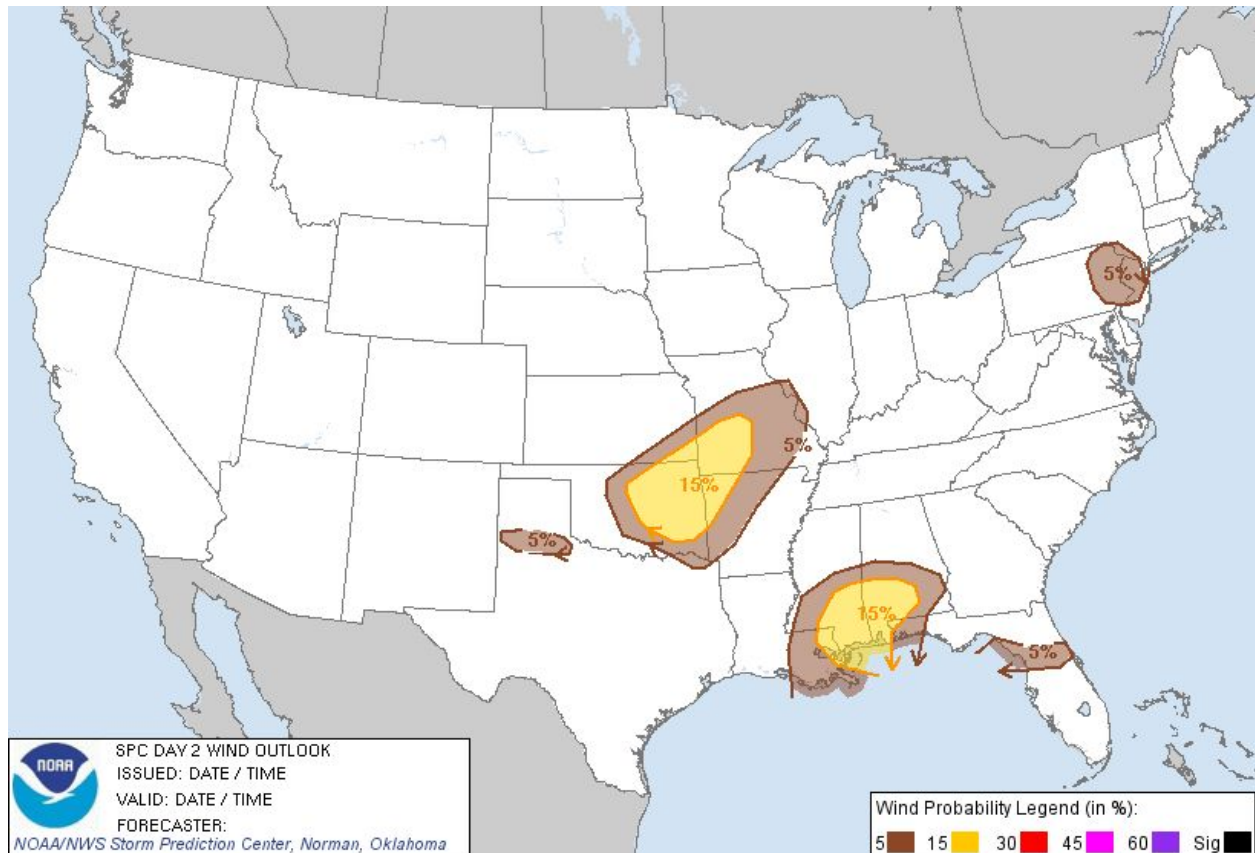 5%
5%
15%
5%
15%
5%
NOAA
SPC DAY 2 WIND OUTLOOK
ISSUED: DATE / TIME
VALID: DATE / TIME
FORECASTER:
NOAA/NWS Storm Prediction Center, Norman, Oklahoma
Wind Probability Legend (in %):
5 15 30 45 60 Sig